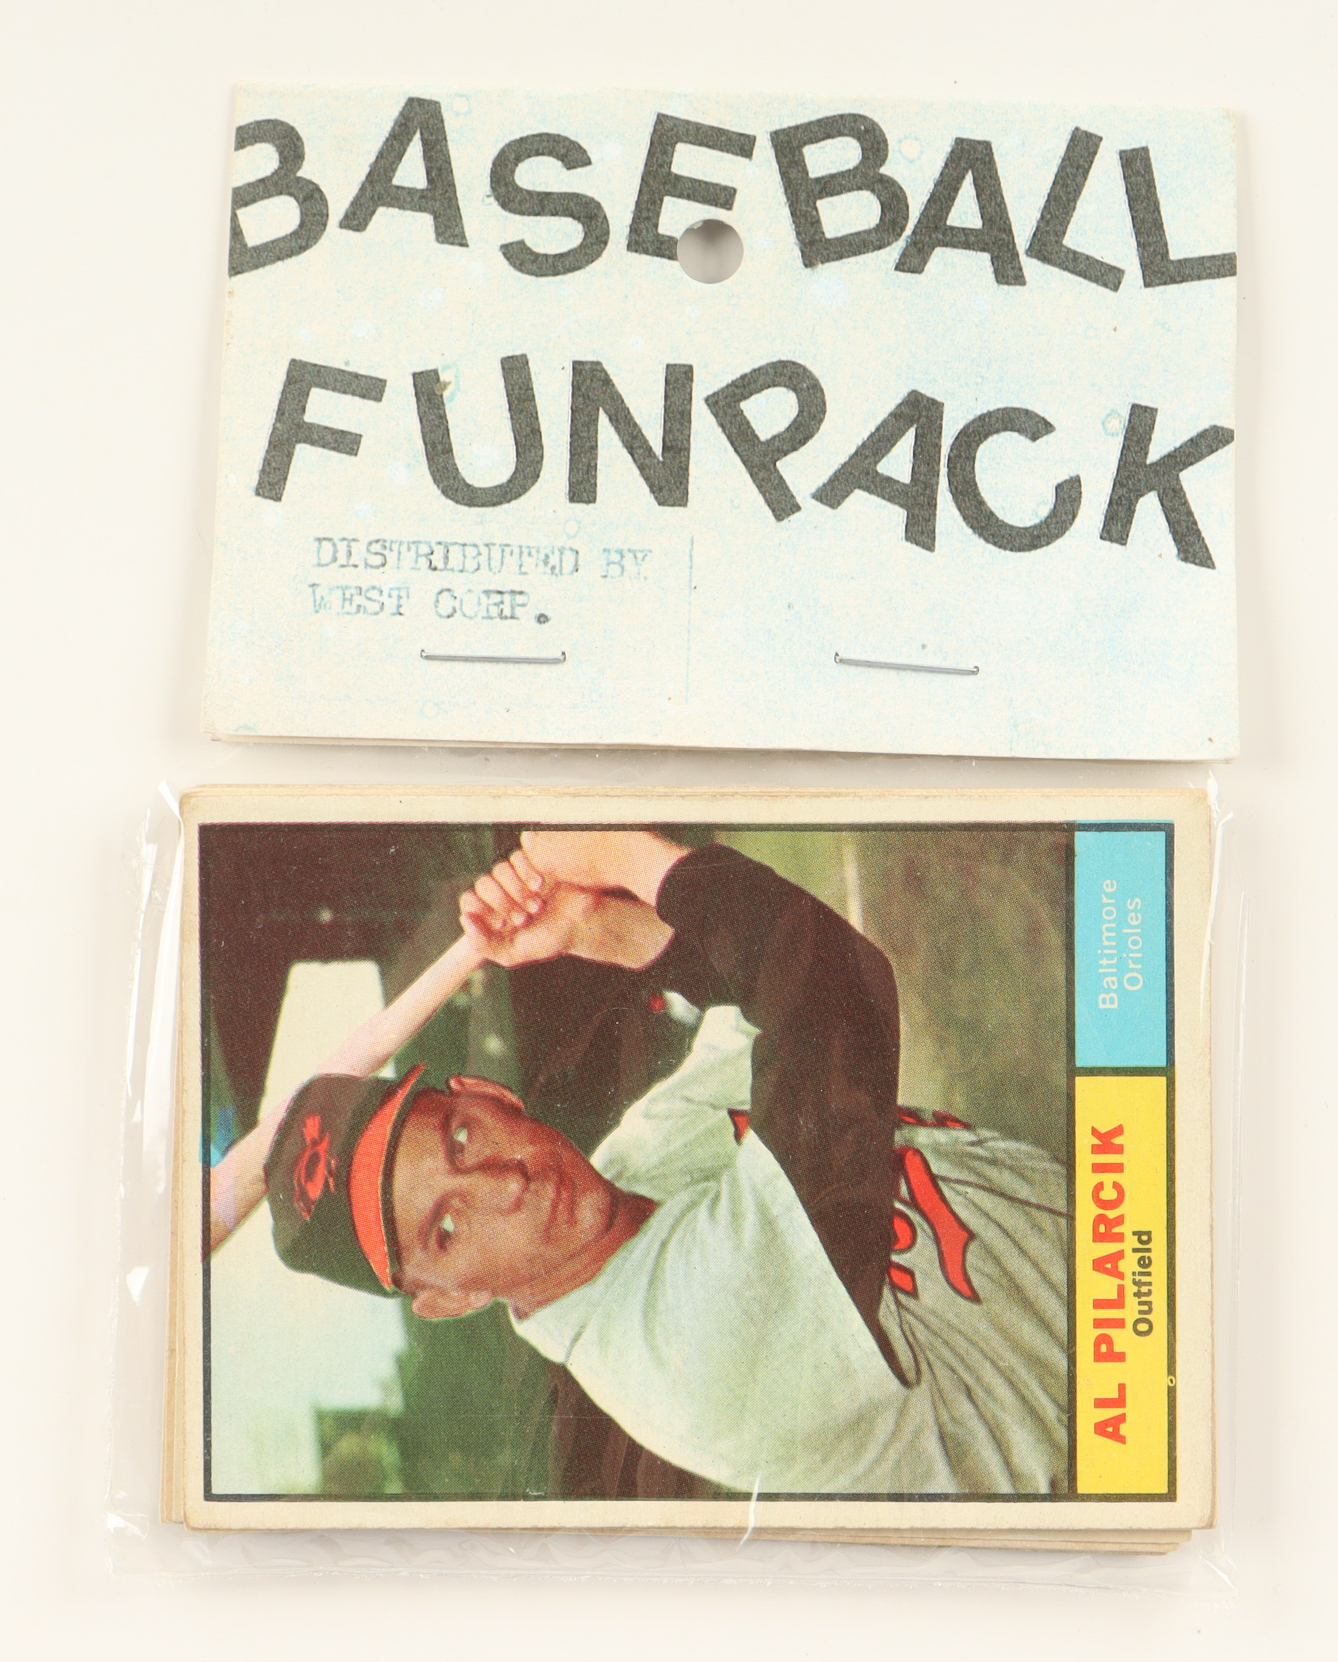 BASEBALL
FUNPACK
DISTRIBUTED BY
WEST CORP.
AL PILARCIK
Outfield
Baltimore
Orioles